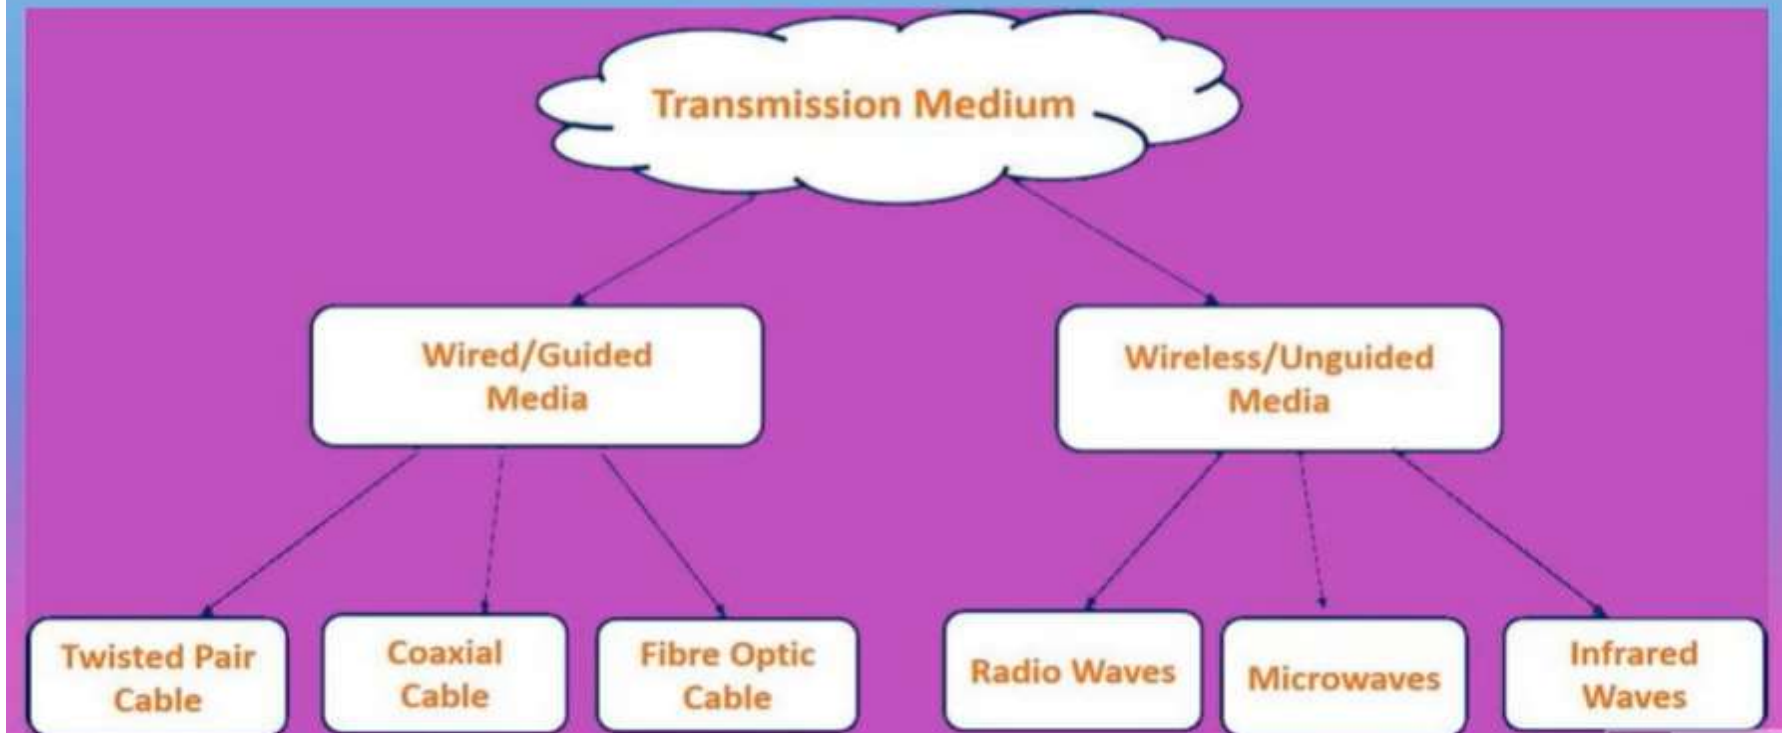 Transmission Medium
Wired/Guided
Media
Wireless/Unguided
Media
Twisted Pair
Cable
Coaxial
Cable
Fibre Optic
Cable
Radio Waves
Microwaves
Infrared
Waves